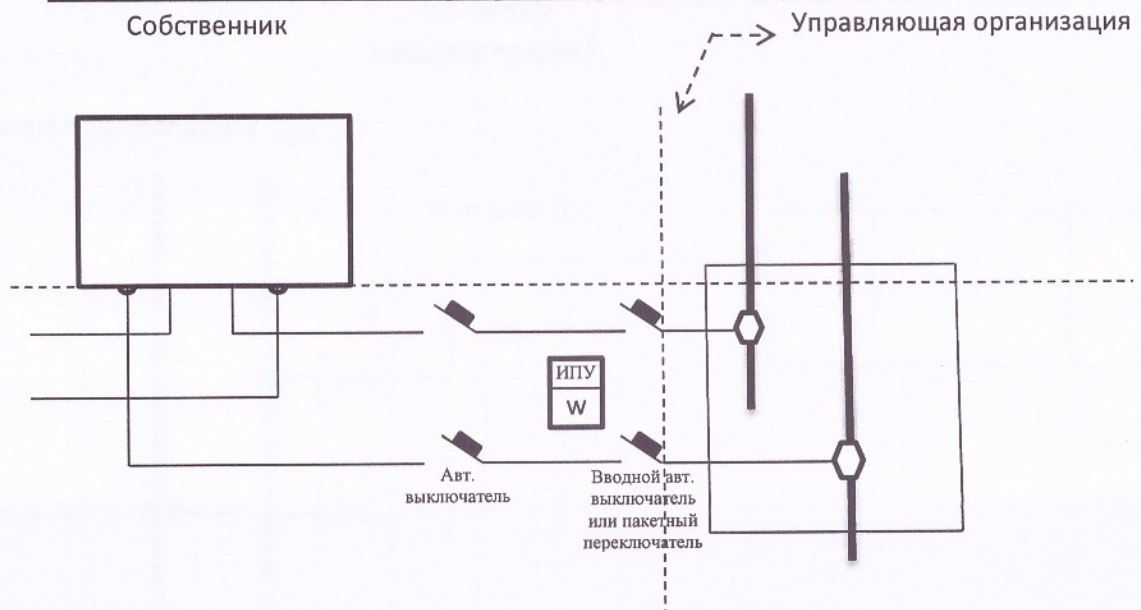 Собственник
Управляющая организация
ИПУ
W
Авт.
выключатель
Вводной авт.
выключатель
или пакетный
переключатель